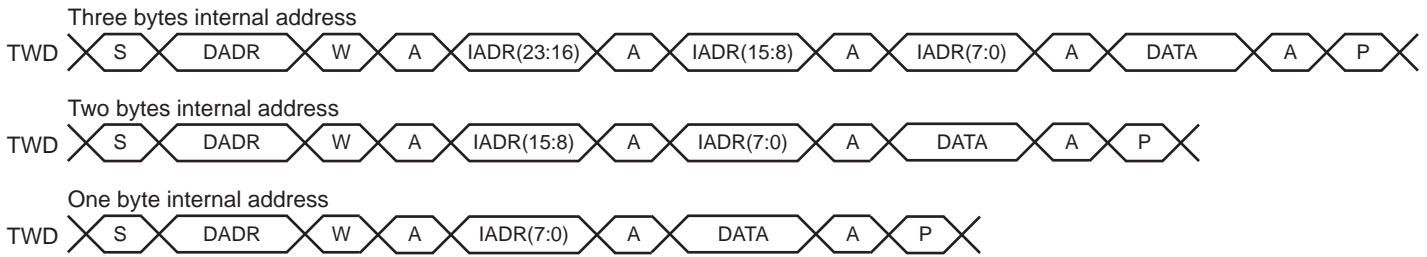 Three bytes internal address
TWD S DADR W A IADR(23:16) A IADR(15:8) A IADR(7:0) A DATA A P
Two bytes internal address
TWD S DADR W A IADR(15:8) A IADR(7:0) A DATA A P
One byte internal address
TWD S DADR W A IADR(7:0) A DATA A P